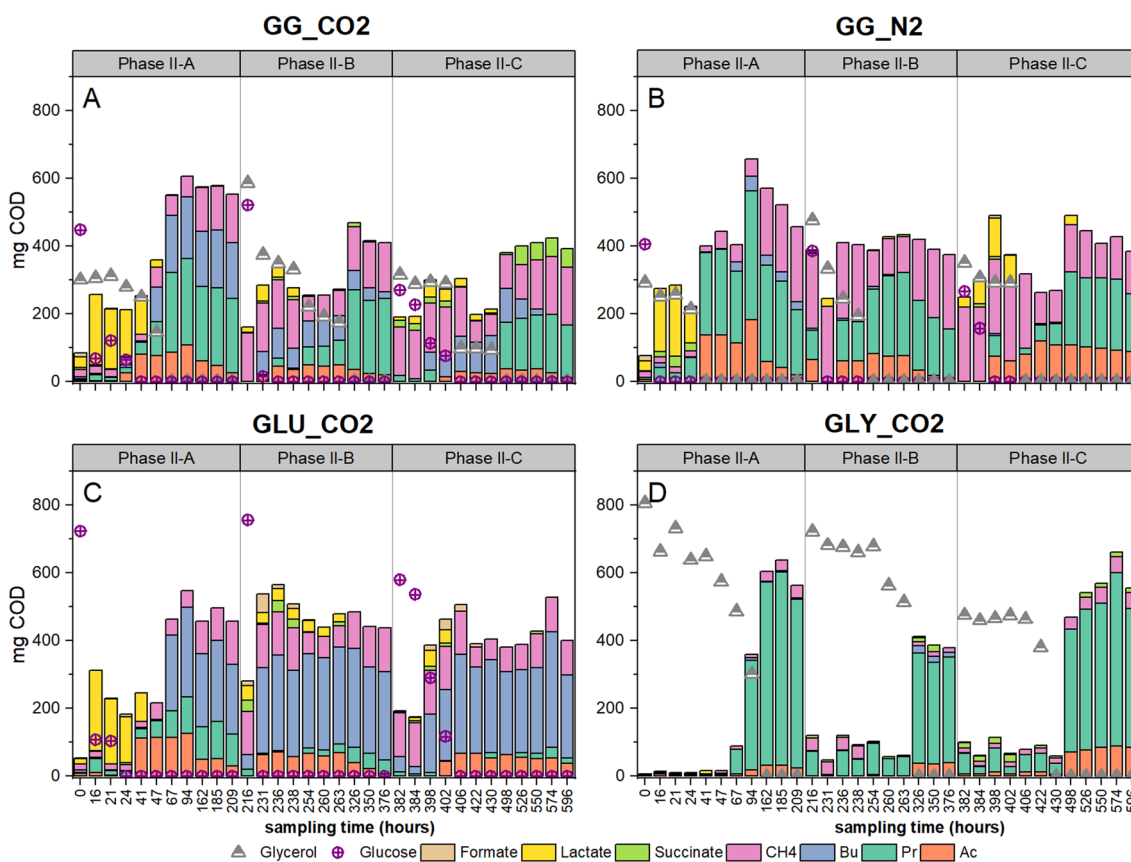 GG_CO2
GG_N2
Phase II-A Phase II-B Phase II-C
Phase II-A Phase II-B Phase II-C
A
B
800
600
400
200
0
mg COD
800
600
400
200
0
mg COD
GLU_CO2
GLY_CO2
Phase II-A Phase II-B Phase II-C
Phase II-A Phase II-B Phase II-C
C
D
800
600
400
200
0
mg COD
800
600
400
200
0
mg COD
0 16 21 24 41 47 67 94 162 185 209 216 231 236 238 254 260 263 326 350 376 382 384 398 402 406 422 430 498 526 550 574 596
0 16 21 24 41 47 67 94 162 185 209 216 231 236 238 254 260 263 326 350 376 382 384 398 402 406 422 430 498 526 550 574 596
sampling time (hours)
sampling time (hours)
Glycerol Glucose Formate Lactate Succinate CH4 Bu Pr Ac